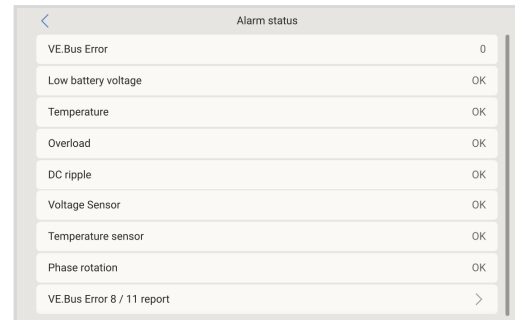 Alarm status
VE.Bus Error 0
Low battery voltage OK
Temperature OK
Overload OK
DC ripple OK
Voltage Sensor OK
Temperature sensor OK
Phase rotation OK
VE.Bus Error 8 / 11 report